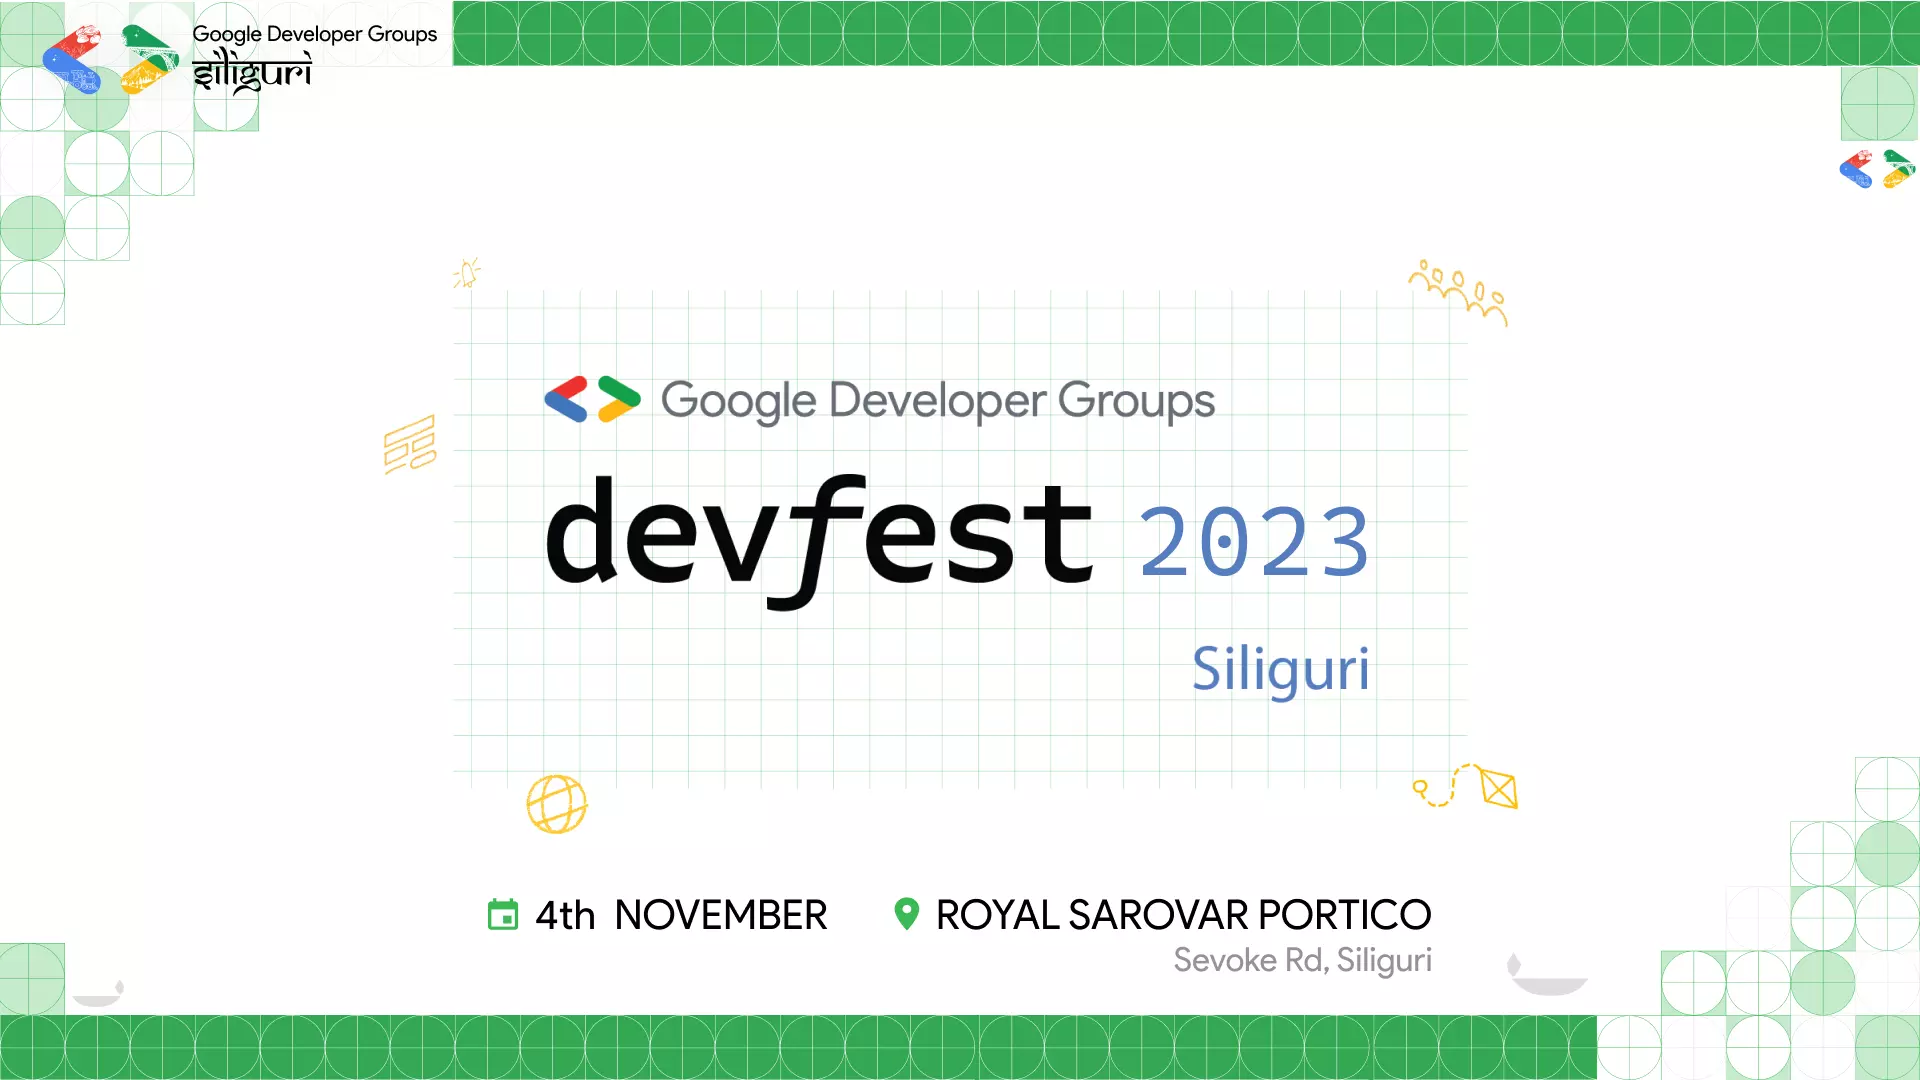 Google Developer Groups
siliguri
Google Developer Groups
devfest 2023
Siliguri
4th NOVEMBER
ROYAL SAROVAR PORTICO
Sevoke Rd, Siliguri